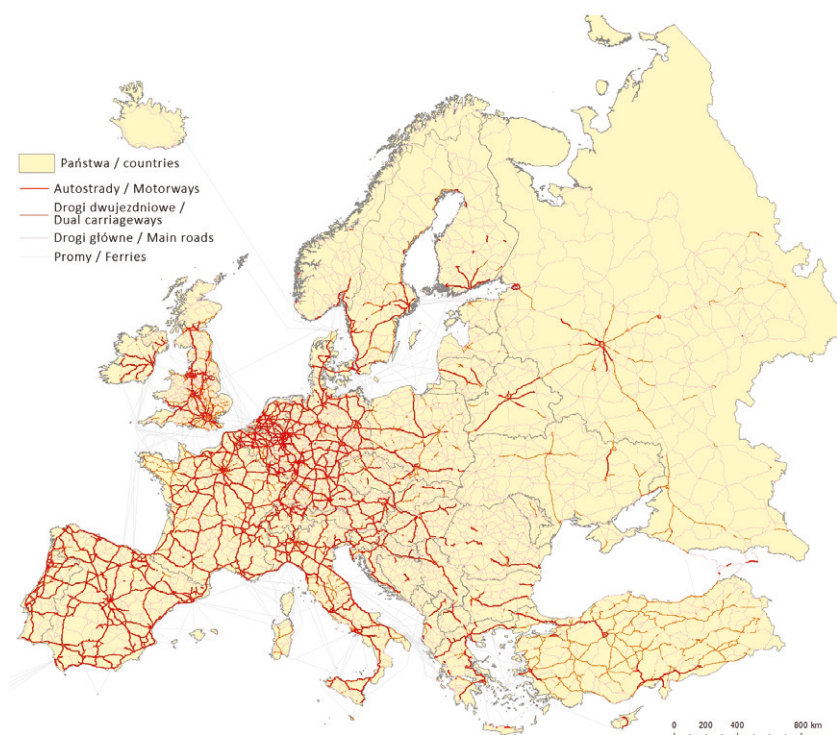 Państwa / countries
Autostrady / Motorways
Drogi dwujezdniowe /
Dual carriageways
Drogi główne / Main roads
Promy / Ferries
0 200 400 800 km